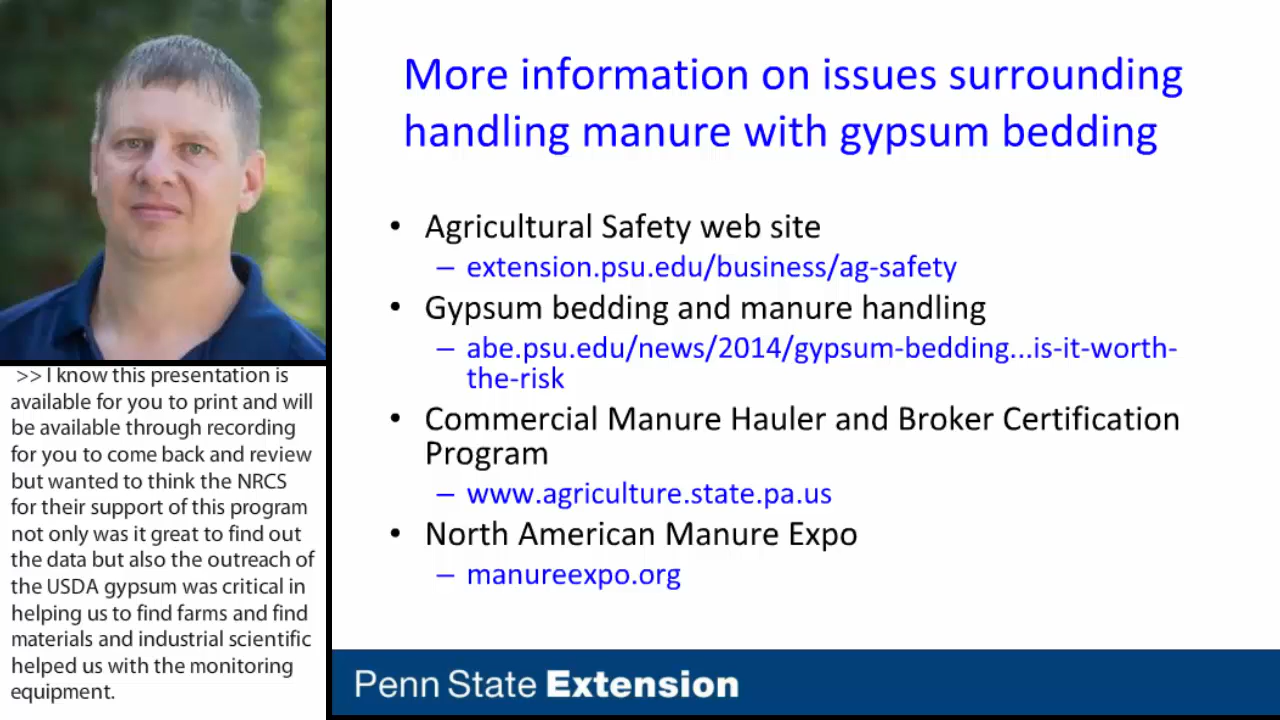 More information on issues surrounding
handling manure with gypsum bedding
• Agricultural Safety web site
– extension.psu.edu/business/ag-safety
• Gypsum bedding and manure handling
– abe.psu.edu/news/2014/gypsum-bedding...is-it-worth-
the-risk
• Commercial Manure Hauler and Broker Certification
Program
– www.agriculture.state.pa.us
• North American Manure Expo
– manureexpo.org
Penn State Extension
>> I know this presentation is
available for you to print and will
be available through recording
for you to come back and review
but wanted to think the NRCS
for their support of this program
not only was it great to find out
the data but also the outreach of
the USDA gypsum was critical in
helping us to find farms and find
materials and industrial scientific
helped us with the monitoring
equipment.